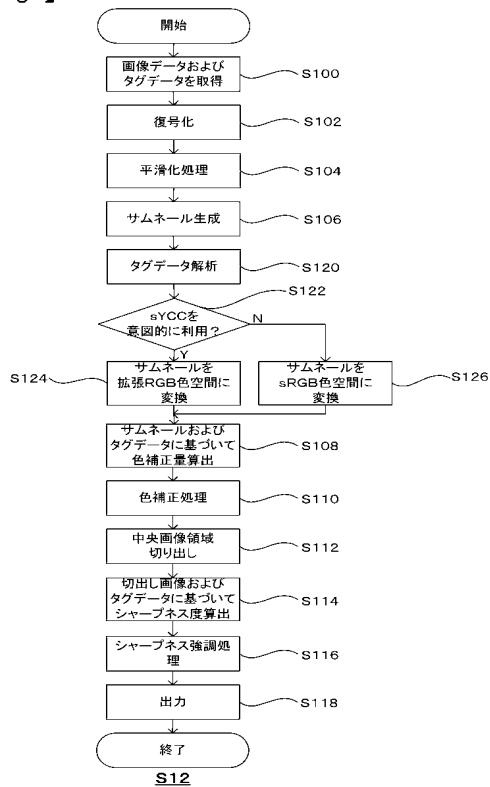 開始
画像データおよび
タグデータを取得
S100
復号化
S102
平滑化処理
S104
サムネール生成
S106
タグデータ解析
S120
S122
sYCCを
意図的に利用？
N
Y
S124
サムネールを
拡張RGB色空間に
変換
サムネールを
sRGB色空間に
変換
S126
サムネールおよび
タグデータに基づいて
色補正量算出
S108
色補正処理
S110
中央画像領域
切り出し
S112
切出し画像および
タグデータに基づいて
シャープネス度算出
S114
シャープネス強調処
理
S116
出力
S118
終了
S12